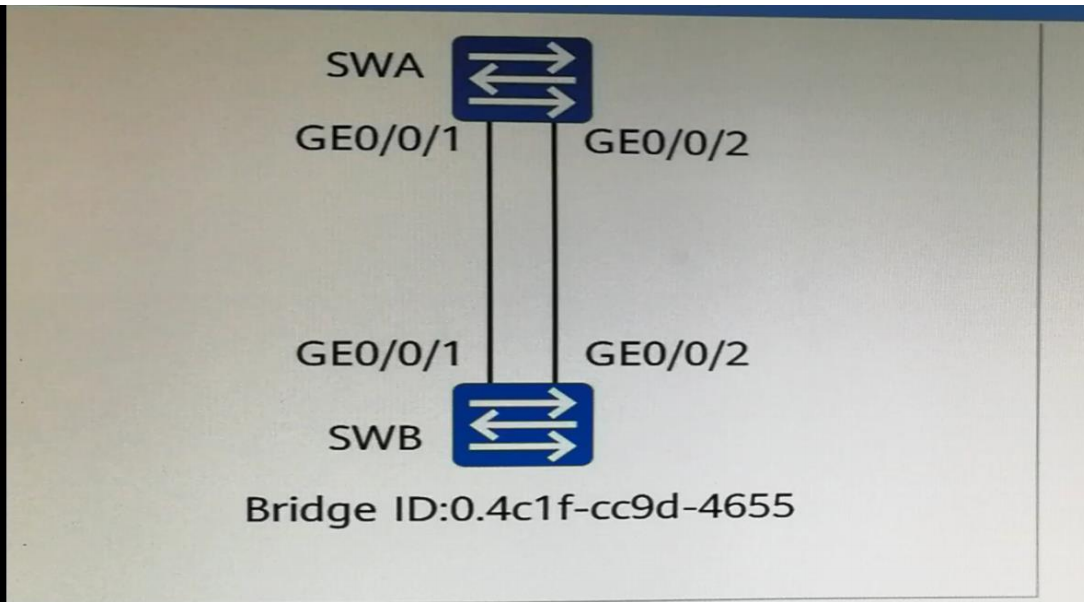 SWA
GE0/0/1 GE0/0/2
GE0/0/1 GE0/0/2
SWB
Bridge ID:0.4c1f-cc9d-4655